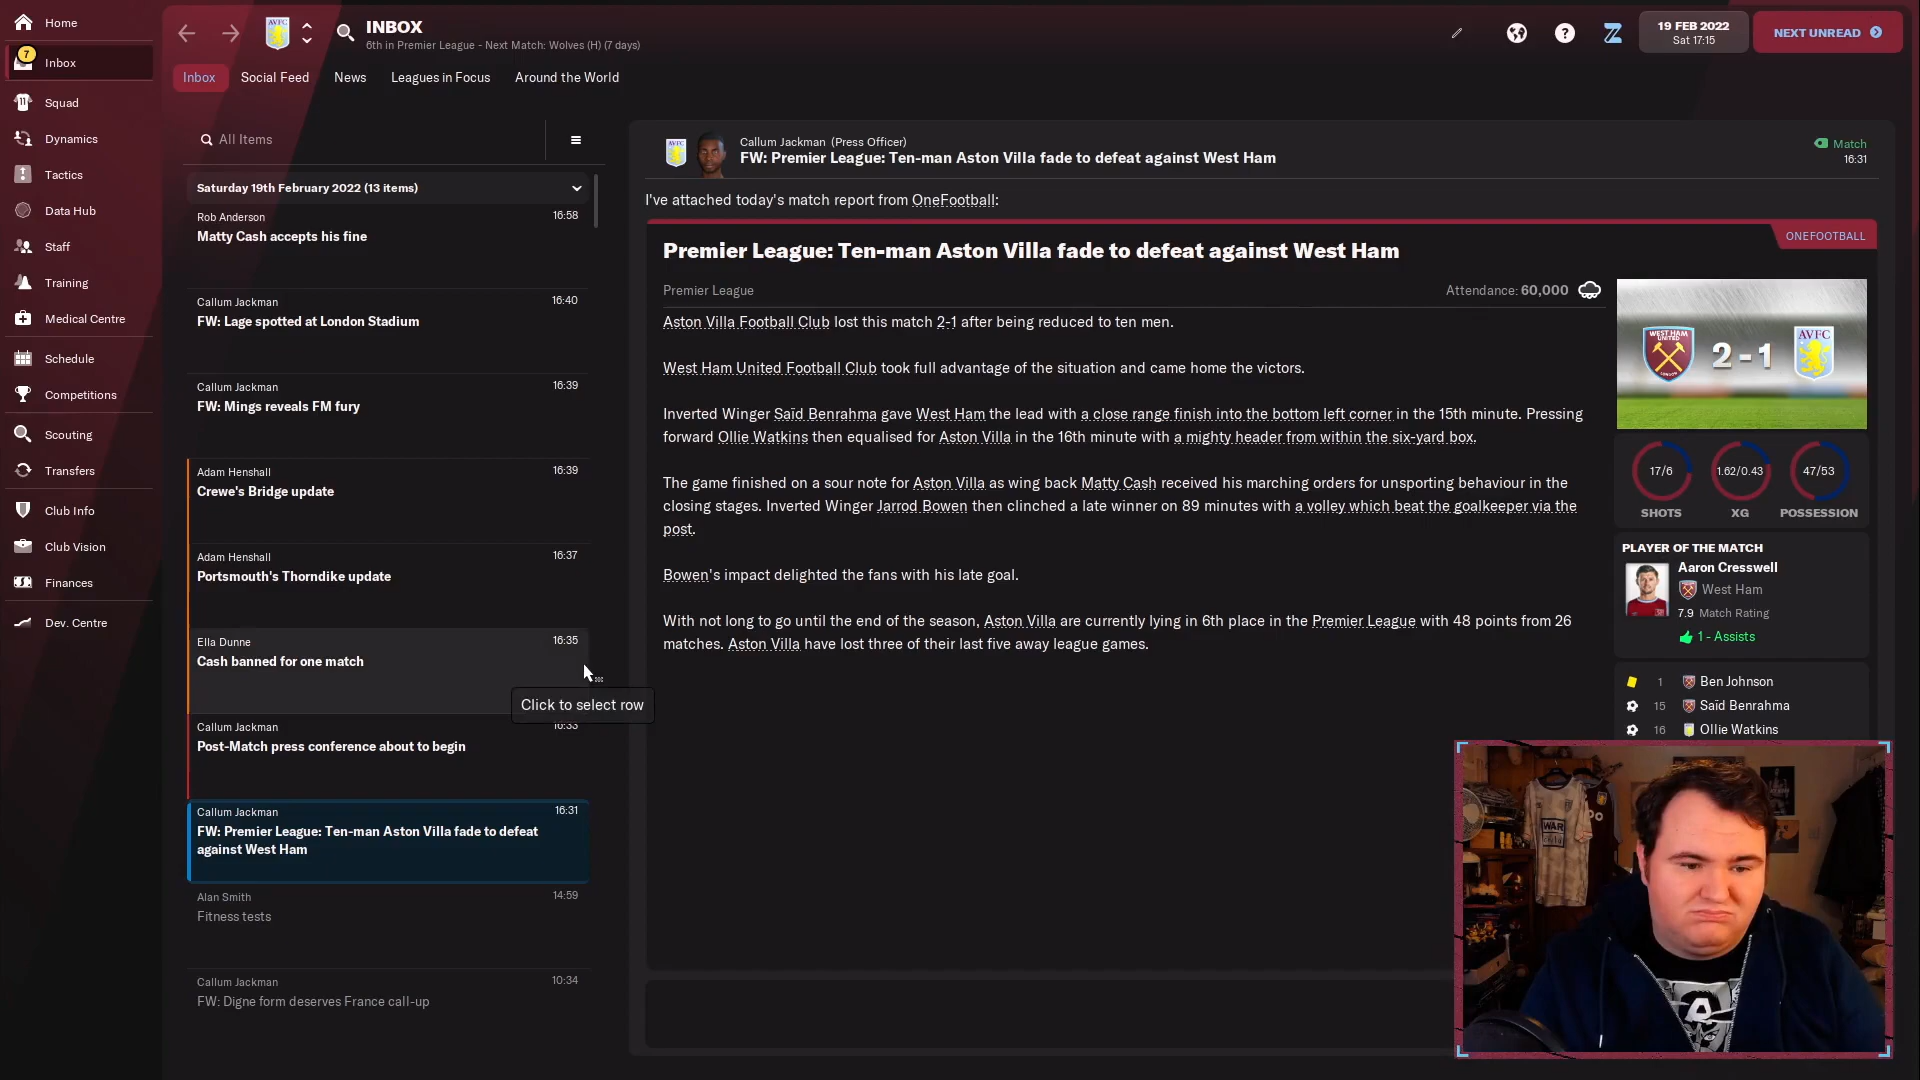 Home
7
Inbox
Squad
Dynamics
Tactics
Data Hub
Staff
Training
Medical Centre
Schedule
Competitions
Scouting
Transfers
Club Info
Club Vision
Finances
Dev. Centre
AVFC
INBOX
6th in Premier League - Next Match: Wolves (H) (7 days)
19 FEB 2022
Sat 17:15
NEXT UNREAD
Inbox Social Feed News Leagues in Focus Around the World
All Items
Saturday 19th February 2022 (13 items)
Rob Anderson 16:58
Matty Cash accepts his fine
Callum Jackman 16:40
FW: Lage spotted at London Stadium
Callum Jackman 16:39
FW: Mings reveals FM fury
Adam Henshall 16:39
Crewe's Bridge update
Adam Henshall 16:37
Portsmouth's Thorndike update
Ella Dunne 16:35
Cash banned for one match
Click to select row
Callum Jackman 16:33
Post-Match press conference about to begin
Callum Jackman 16:31
FW: Premier League: Ten-man Aston Villa fade to defeat
against West Ham
Alan Smith 14:59
Fitness tests
Callum Jackman 10:34
FW: Digne form deserves France call-up
Callum Jackman (Press Officer)
FW: Premier League: Ten-man Aston Villa fade to defeat against West Ham
Match
16:31
I've attached today's match report from OneFootball:
ONEFOOTBALL
Premier League: Ten-man Aston Villa fade to defeat against West Ham
Premier League Attendance: 60,000
Aston Villa Football Club lost this match 2-1 after being reduced to ten men.
West Ham United Football Club took full advantage of the situation and came home the victors.
Inverted Winger Saïd Benrahma gave West Ham the lead with a close range finish into the bottom left corner in the 15th minute. Pressing
forward Ollie Watkins then equalised for Aston Villa in the 16th minute with a mighty header from within the six-yard box.
The game finished on a sour note for Aston Villa as wing back Matty Cash received his marching orders for unsporting behaviour in the
closing stages. Inverted Winger Jarrod Bowen then clinched a late winner on 89 minutes with a volley which beat the goalkeeper via the
post.
Bowen's impact delighted the fans with his late goal.
With not long to go until the end of the season, Aston Villa are currently lying in 6th place in the Premier League with 48 points from 26
matches. Aston Villa have lost three of their last five away league games.
WEST HAM
UNITED
LONDON
2 - 1
AVFC
17/6 1.62/0.43 47/53
SHOTS XG POSSESSION
PLAYER OF THE MATCH
Aaron Cresswell
West Ham
7.9 Match Rating
1 - Assists
1 Ben Johnson
15 Saïd Benrahma
16 Ollie Watkins
WAR